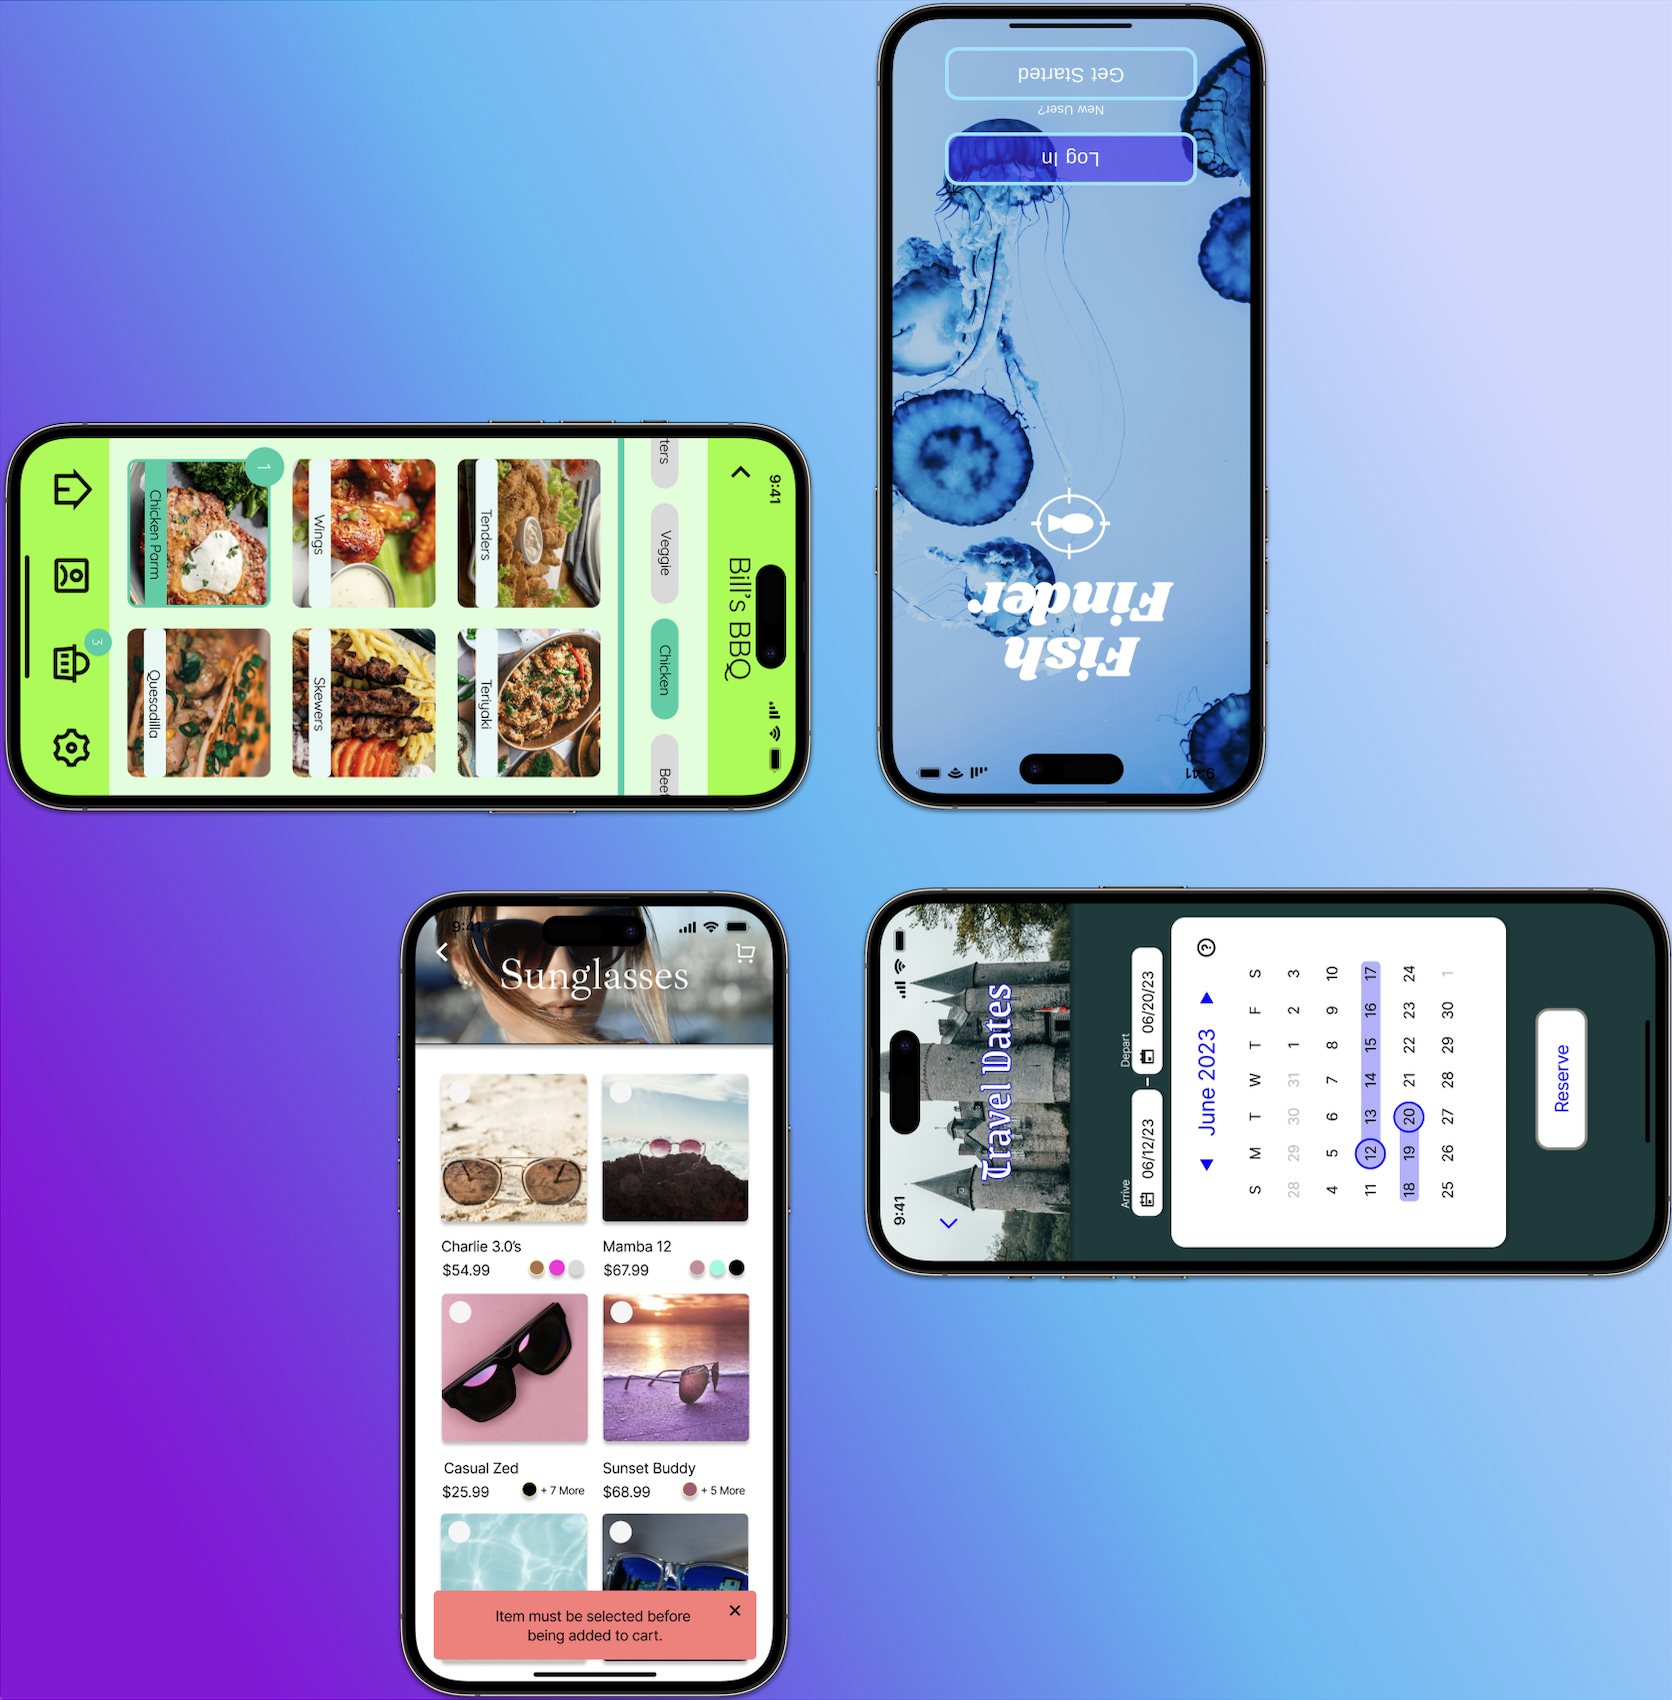 9:41
Bill's BBQ
ters
Veggie
Chicken
Beef
Tenders
Teriyaki
Wings
Skewers
1
Chicken Parm
Quesadilla
3
9:41
Fish
Finder
Log In
New User?
Get Started
9:41
Sunglasses
Charlie 3.0's
$54.99
Mamba 12
$67.99
Casual Zed
$25.99
+ 7 More
Sunset Buddy
$68.99
+ 5 More
Item must be selected before
being added to cart.
9:41
Travel Dates
Arrive
Depart
06/12/23 – 06/20/23
June 2023
?
S M T W T F S
28 29 30 31 1 2 3
4 5 6 7 8 9 10
11 12 13 14 15 16 17
18 19 20 21 22 23 24
25 26 27 28 29 30 1
Reserve